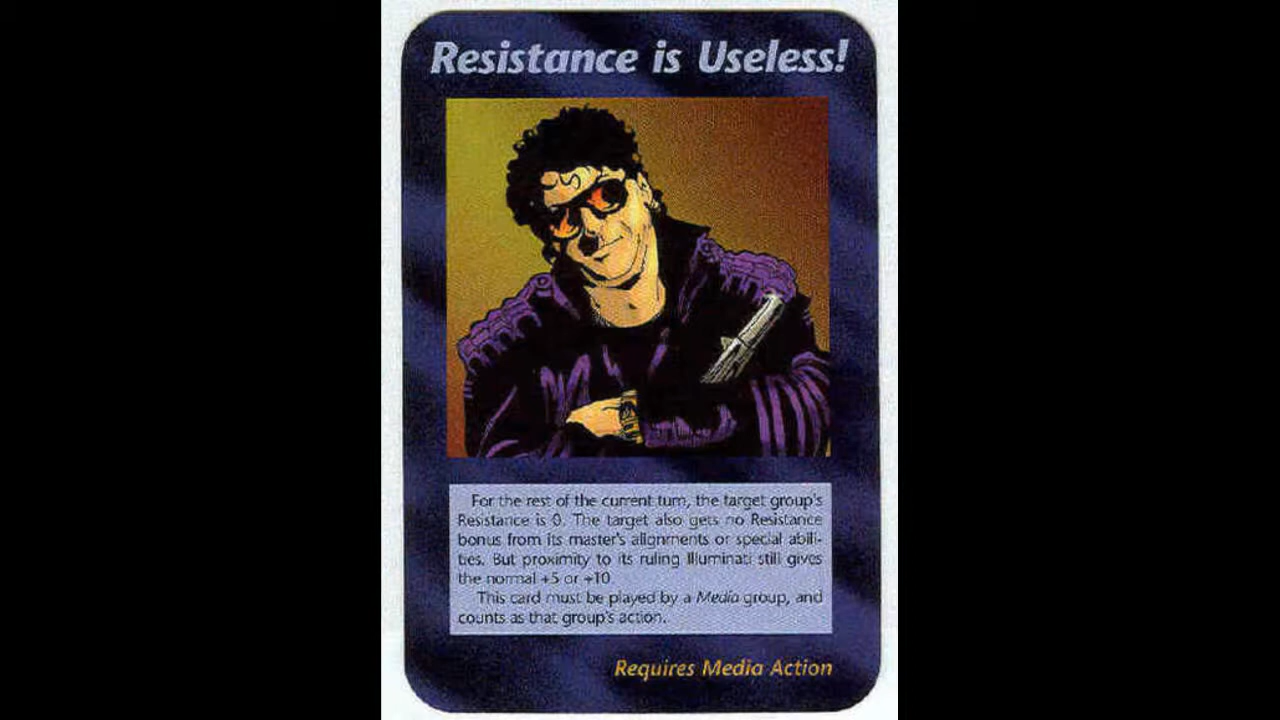 Resistance is Useless!
For the rest of the current turn, the target group's
Resistance is 0. The target also gets no Resistance
bonus from its master's alignments or special abili-
ties. But proximity to its ruling Illuminati still gives
the normal +5 or +10.
This card must be played by a Media group, and
counts as that group's action.
Requires Media Action